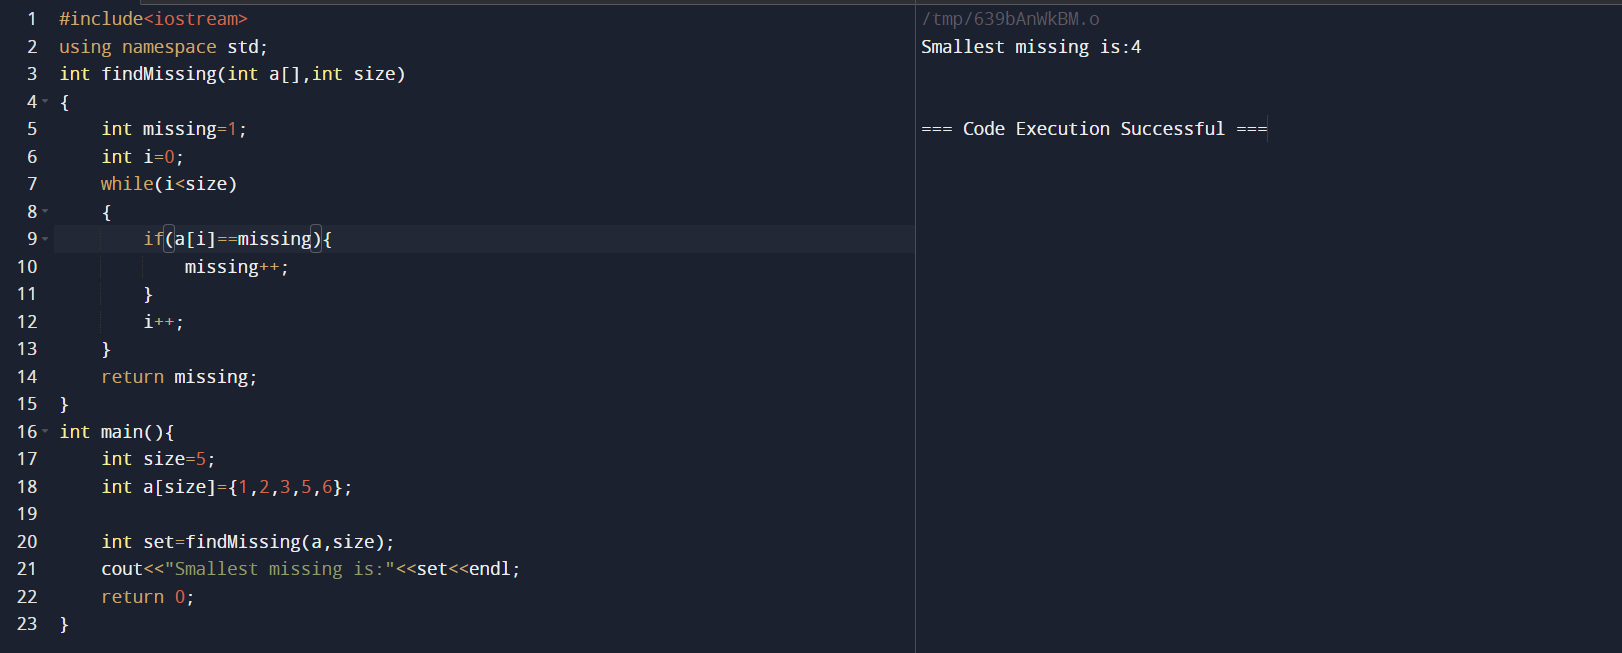 1 #include<iostream>
2 using namespace std;
3 int findMissing(int a[],int size)
4 {
5     int missing=1;
6     int i=0;
7     while(i<size)
8     {
9         if(a[i]==missing){
10             missing++;
11         }
12         i++;
13     }
14     return missing;
15 }
16 int main(){
17     int size=5;
18     int a[size]={1,2,3,5,6};
19
20     int set=findMissing(a,size);
21     cout<<"Smallest missing is:"<<set<<endl;
22     return 0;
23 }
/tmp/639bAnWkBM.o
Smallest missing is:4
=== Code Execution Successful ===